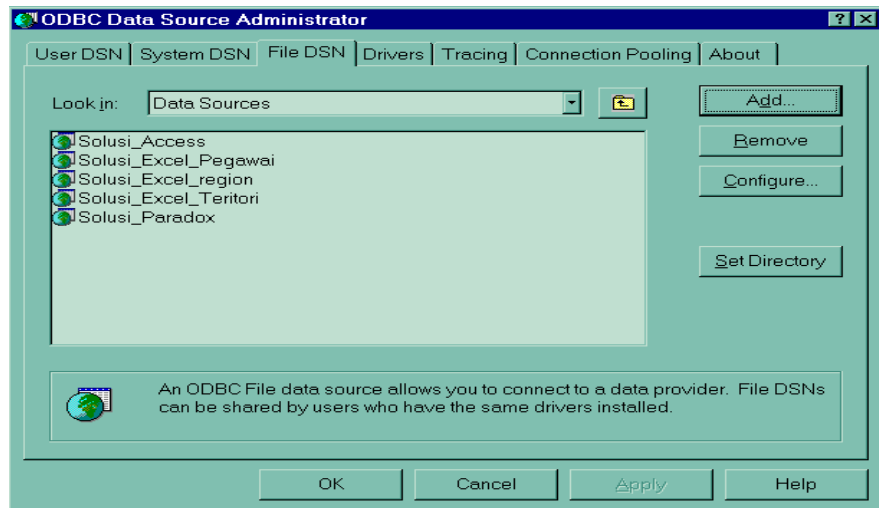 ODBC Data Source Administrator
User DSN System DSN File DSN Drivers Tracing Connection Pooling About
Look in: Data Sources
Add...
Solusi_Access
Solusi_Excel_Pegawai
Solusi_Excel_region
Solusi_Excel_Teritori
Solusi_Paradox
Remove
Configure...
Set Directory
An ODBC File data source allows you to connect to a data provider. File DSNs
can be shared by users who have the same drivers installed.
OK Cancel Apply Help